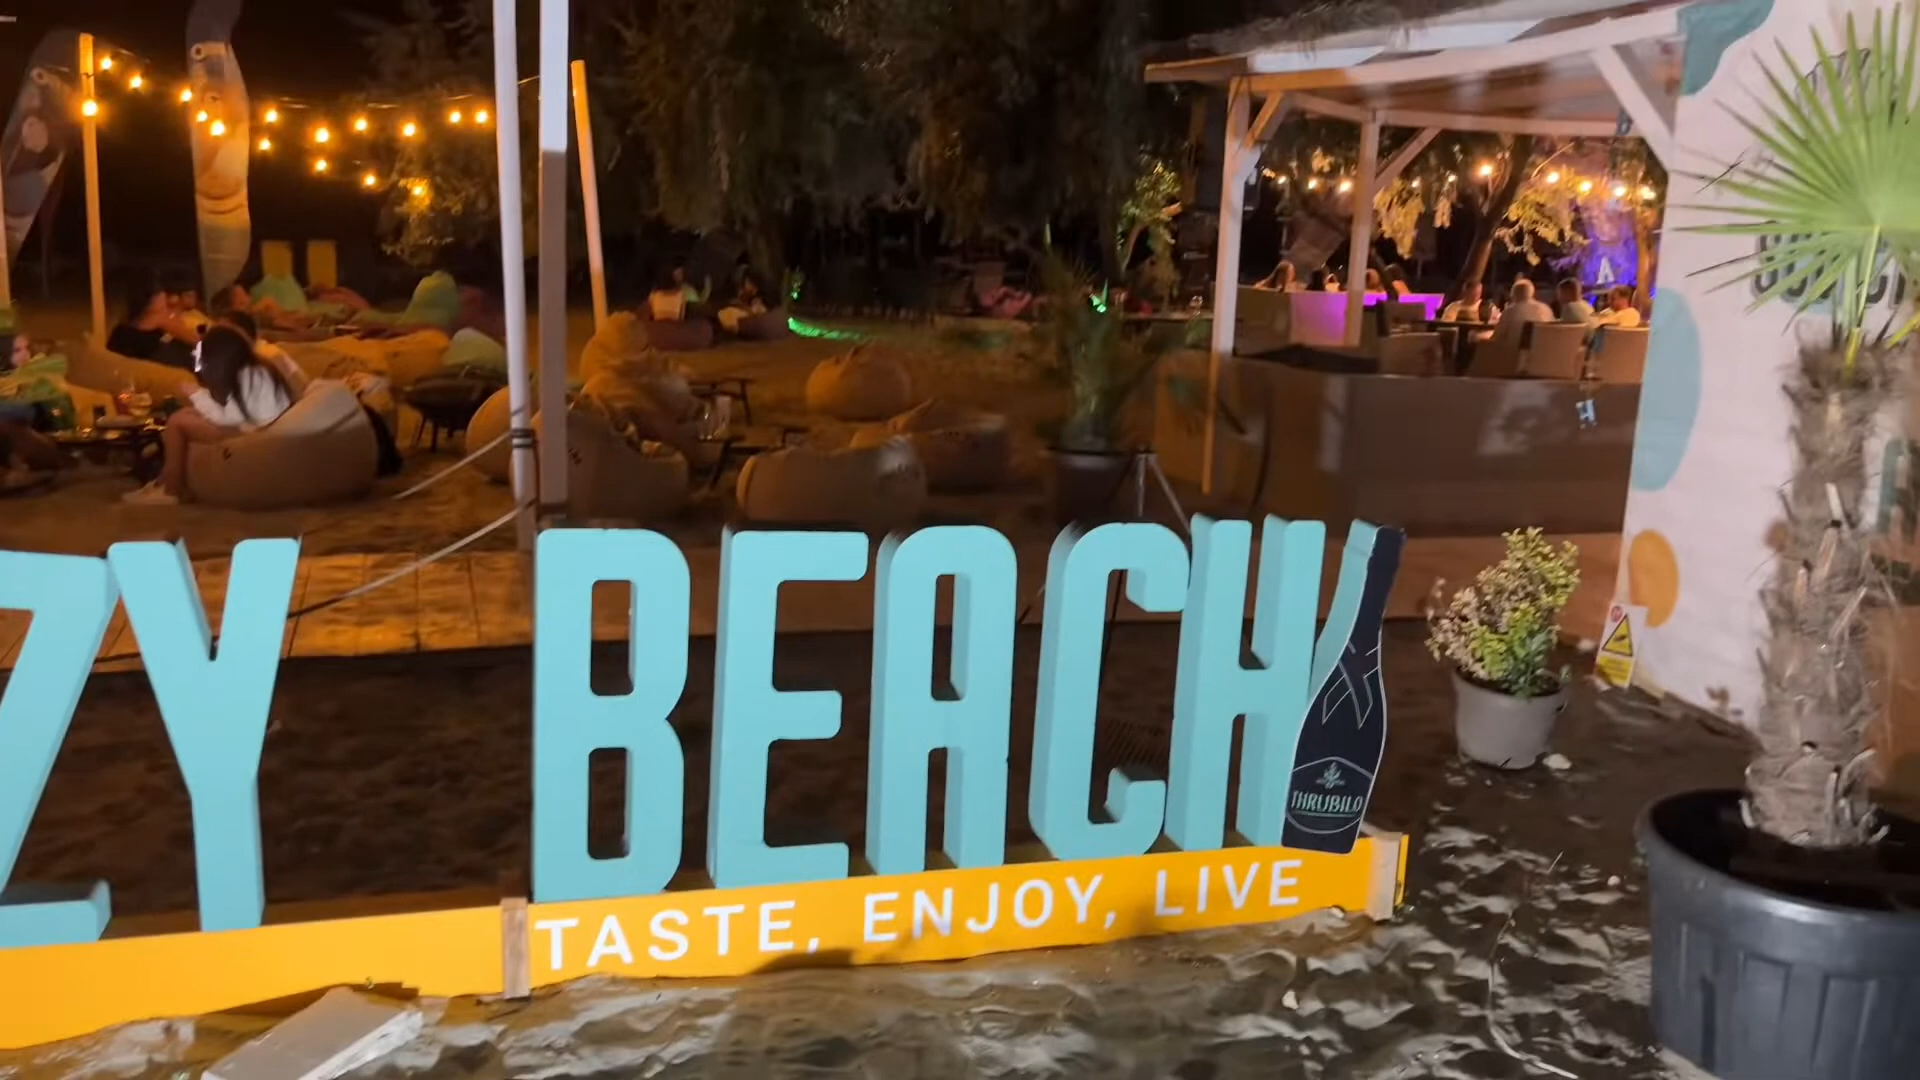 ZY BEACH
THRUBILO
TASTE, ENJOY, LIVE